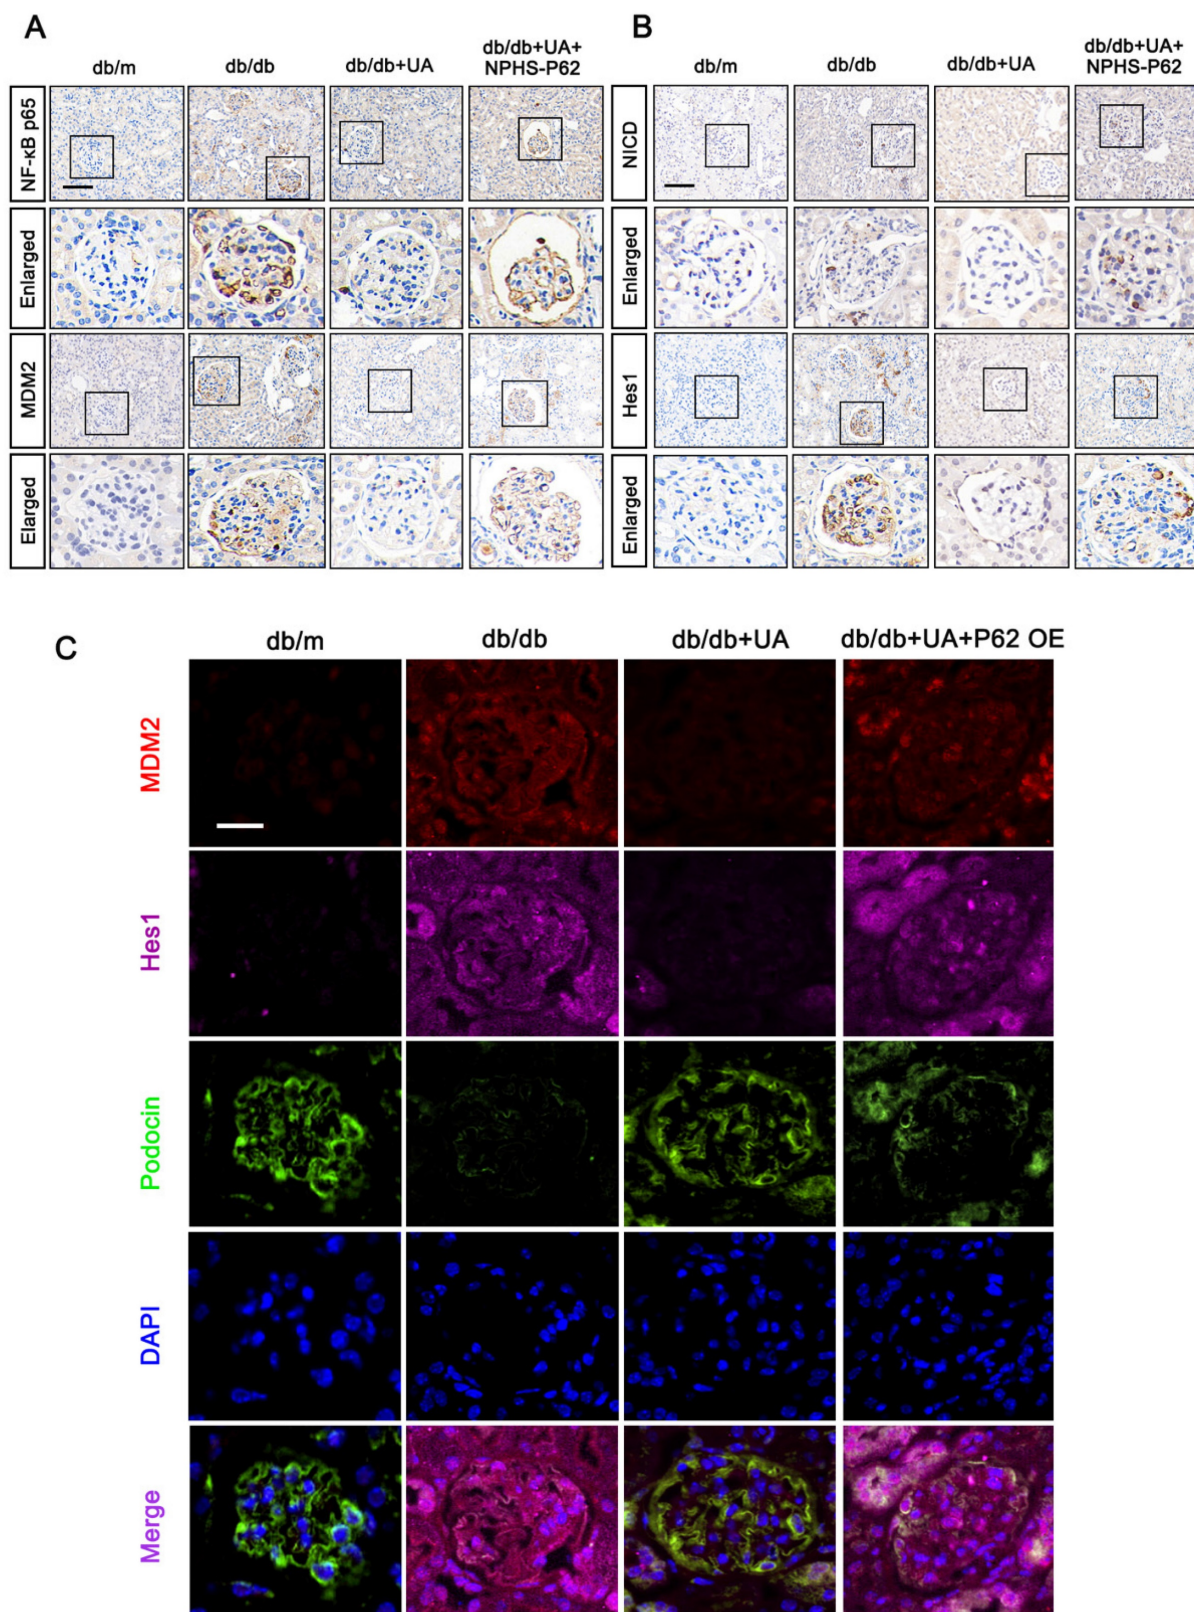 A
db/m
db/db
db/db+UA
db/db+UA+
NPHS-P62
NF-κB p65
Enlarged
MDM2
Enlarged
B
db/m
db/db
db/db+UA
db/db+UA+
NPHS-P62
NICD
Enlarged
Hes1
Enlarged
C
db/m
db/db
db/db+UA
db/db+UA+P62 OE
MDM2
Hes1
Podocin
DAPI
Merge